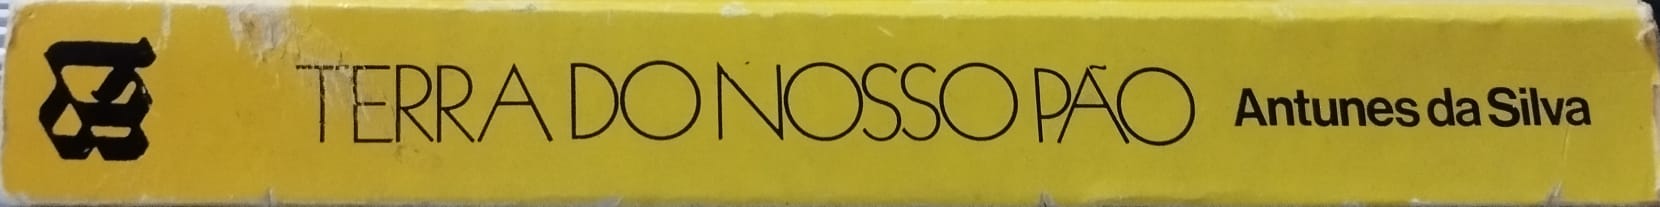 TERRA DO NOSSO PÃO Antunes da Silva